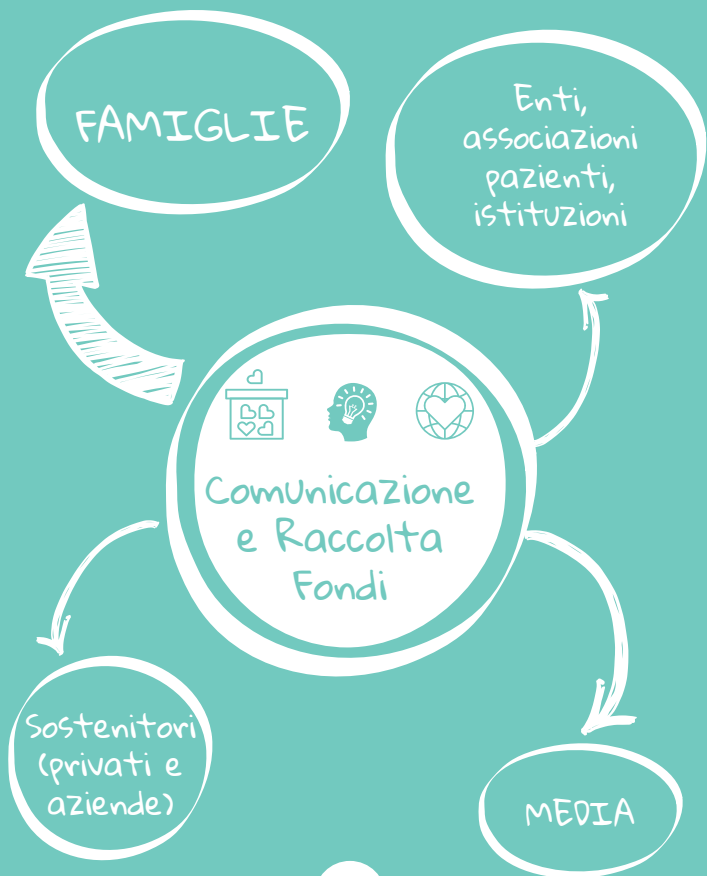 FAMIGLIE
Enti,
associazioni
pazienti,
istituzioni
Comunicazione
e Raccolta
Fondi
Sostenitori
(privati e
aziende)
MEDIA